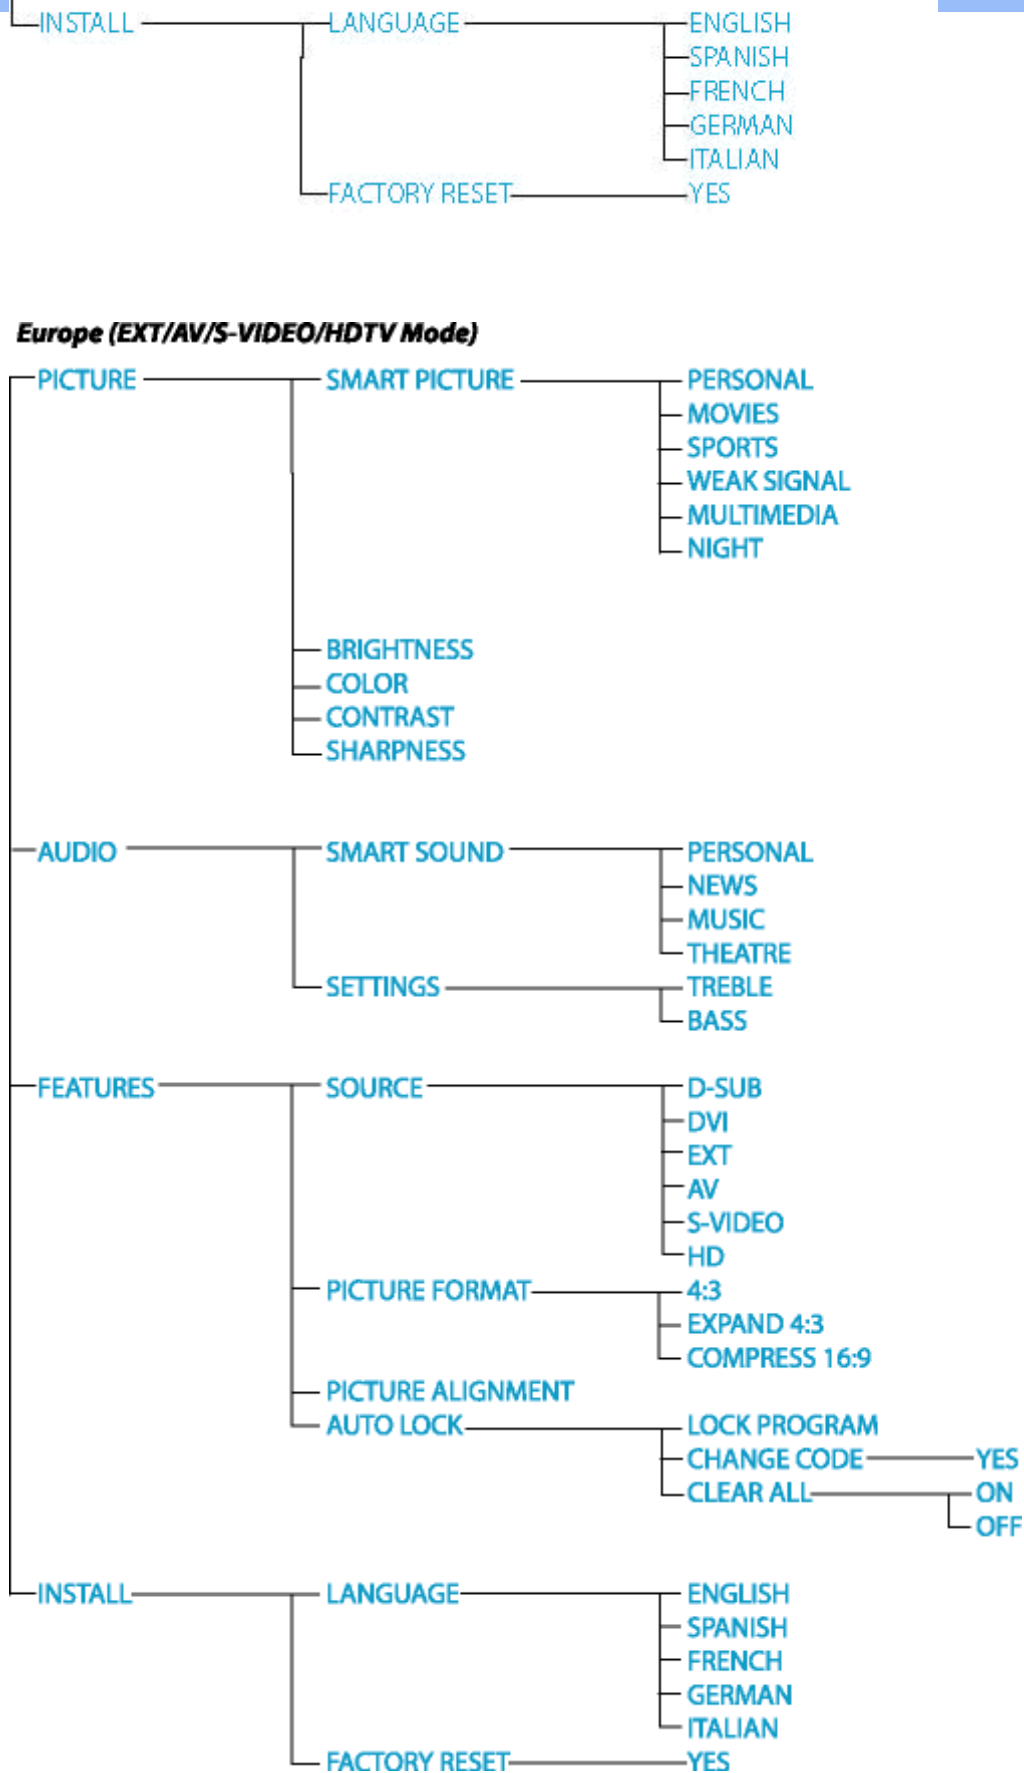 INSTALL LANGUAGE ENGLISH
SPANISH
FRENCH
GERMAN
ITALIAN
FACTORY RESET YES
Europe (EXT/AV/S-VIDEO/HDTV Mode)
PICTURE SMART PICTURE PERSONAL
MOVIES
SPORTS
WEAK SIGNAL
MULTIMEDIA
NIGHT
BRIGHTNESS
COLOR
CONTRAST
SHARPNESS
AUDIO SMART SOUND PERSONAL
NEWS
MUSIC
THEATRE
SETTINGS TREBLE
BASS
FEATURES SOURCE D-SUB
DVI
EXT
AV
S-VIDEO
HD
PICTURE FORMAT 4:3
EXPAND 4:3
COMPRESS 16:9
PICTURE ALIGNMENT
AUTO LOCK LOCK PROGRAM
CHANGE CODE YES
CLEAR ALL ON
OFF
INSTALL LANGUAGE ENGLISH
SPANISH
FRENCH
GERMAN
ITALIAN
FACTORY RESET YES